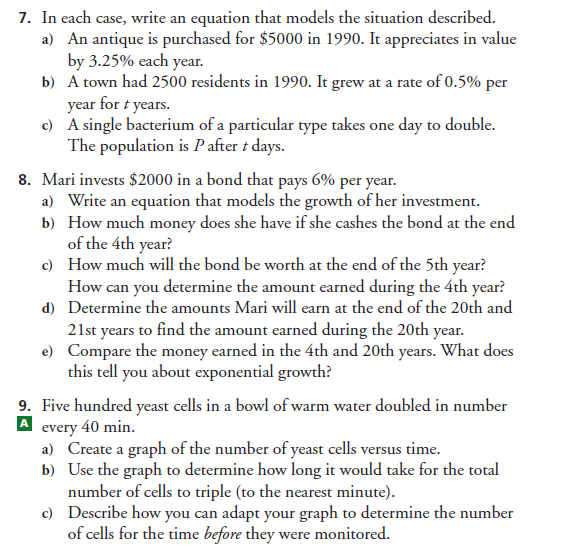 7. In each case, write an equation that models the situation described.
a) An antique is purchased for $5000 in 1990. It appreciates in value
by 3.25% each year.
b) A town had 2500 residents in 1990. It grew at a rate of 0.5% per
year for t years.
c) A single bacterium of a particular type takes one day to double.
The population is P after t days.
8. Mari invests $2000 in a bond that pays 6% per year.
a) Write an equation that models the growth of her investment.
b) How much money does she have if she cashes the bond at the end
of the 4th year?
c) How much will the bond be worth at the end of the 5th year?
How can you determine the amount earned during the 4th year?
d) Determine the amounts Mari will earn at the end of the 20th and
21st years to find the amount earned during the 20th year.
e) Compare the money earned in the 4th and 20th years. What does
this tell you about exponential growth?
9. Five hundred yeast cells in a bowl of warm water doubled in number
A every 40 min.
a) Create a graph of the number of yeast cells versus time.
b) Use the graph to determine how long it would take for the total
number of cells to triple (to the nearest minute).
c) Describe how you can adapt your graph to determine the number
of cells for the time before they were monitored.